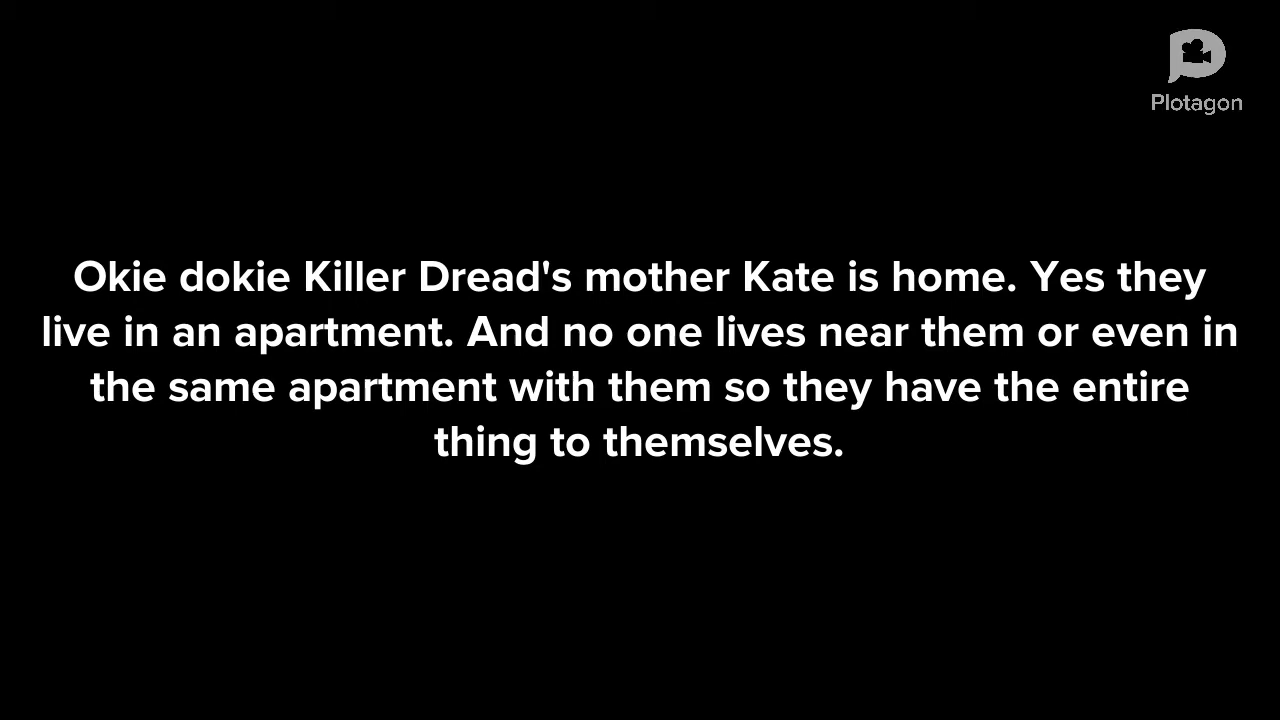 Plotagon
Okie dokie Killer Dread's mother Kate is home. Yes they
live in an apartment. And no one lives near them or even in
the same apartment with them so they have the entire
thing to themselves.